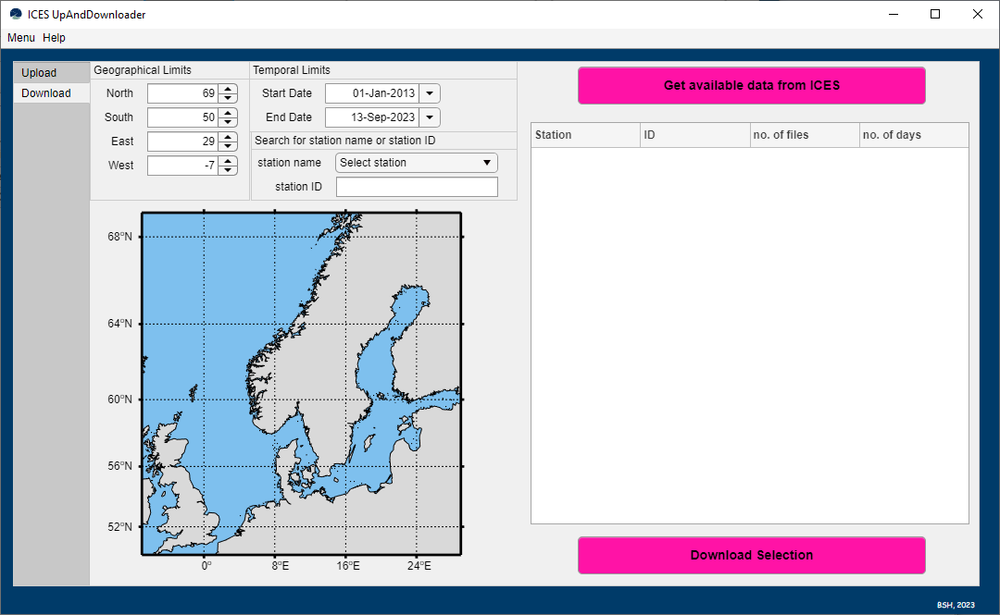 ICES UpAndDownloader
Menu Help
Upload
Download
Geographical Limits
North 69
South 50
East 29
West -7
Temporal Limits
Start Date 01-Jan-2013
End Date 13-Sep-2023
Search for station name or station ID
station name Select station
station ID
68°N
64°N
60°N
56°N
52°N
0° 8°E 16°E 24°E
Get available data from ICES
Station ID no. of files no. of days
Download Selection
BSH, 2023